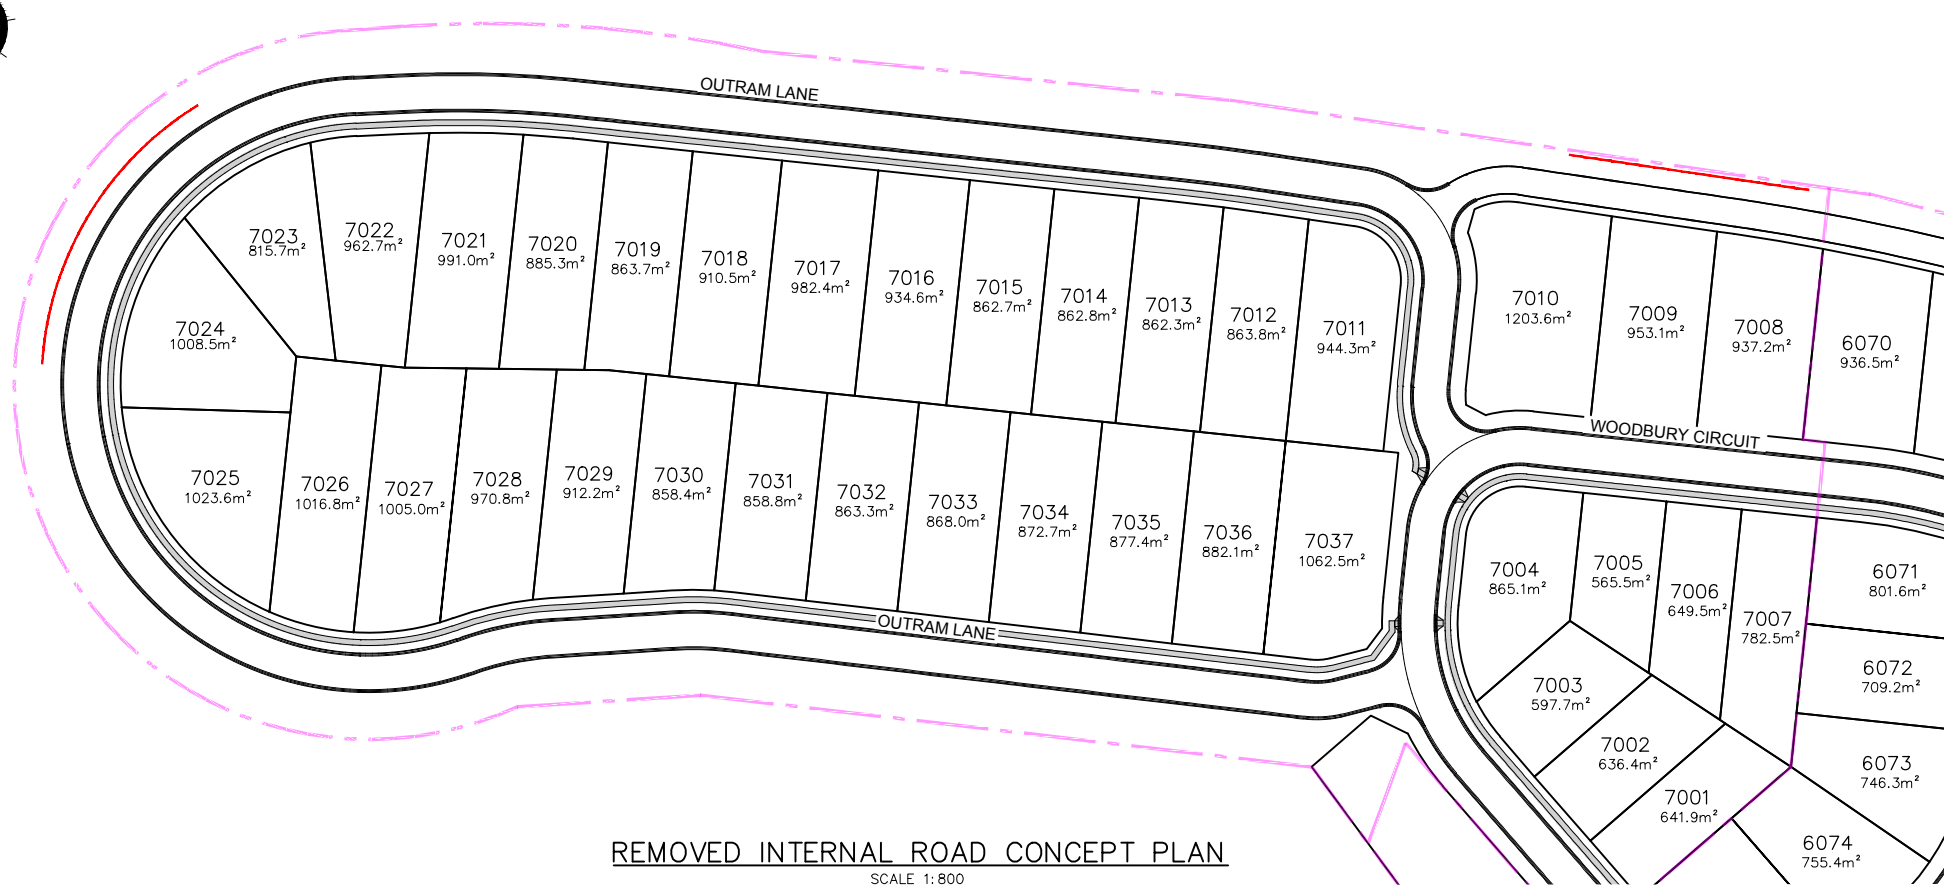 OUTRAM LANE
7023
815.7m²
7022
962.7m²
7021
991.0m²
7020
885.3m²
7019
863.7m²
7018
910.5m²
7017
982.4m²
7016
934.6m²
7015
862.7m²
7014
862.8m²
7013
862.3m²
7012
863.8m²
7011
944.3m²
7010
1203.6m²
7009
953.1m²
7008
937.2m²
6070
936.5m²
7024
1008.5m²
WOODBURY CIRCUIT
7025
1023.6m²
7026
1016.8m²
7027
1005.0m²
7028
970.8m²
7029
912.2m²
7030
858.4m²
7031
858.8m²
7032
863.3m²
7033
868.0m²
7034
872.7m²
7035
877.4m²
7036
882.1m²
7037
1062.5m²
7004
865.1m²
7005
565.5m²
7006
649.5m²
7007
782.5m²
6071
801.6m²
OUTRAM LANE
6072
709.2m²
7003
597.7m²
7002
636.4m²
6073
746.3m²
7001
641.9m²
6074
755.4m²
REMOVED INTERNAL ROAD CONCEPT PLAN
SCALE 1:800